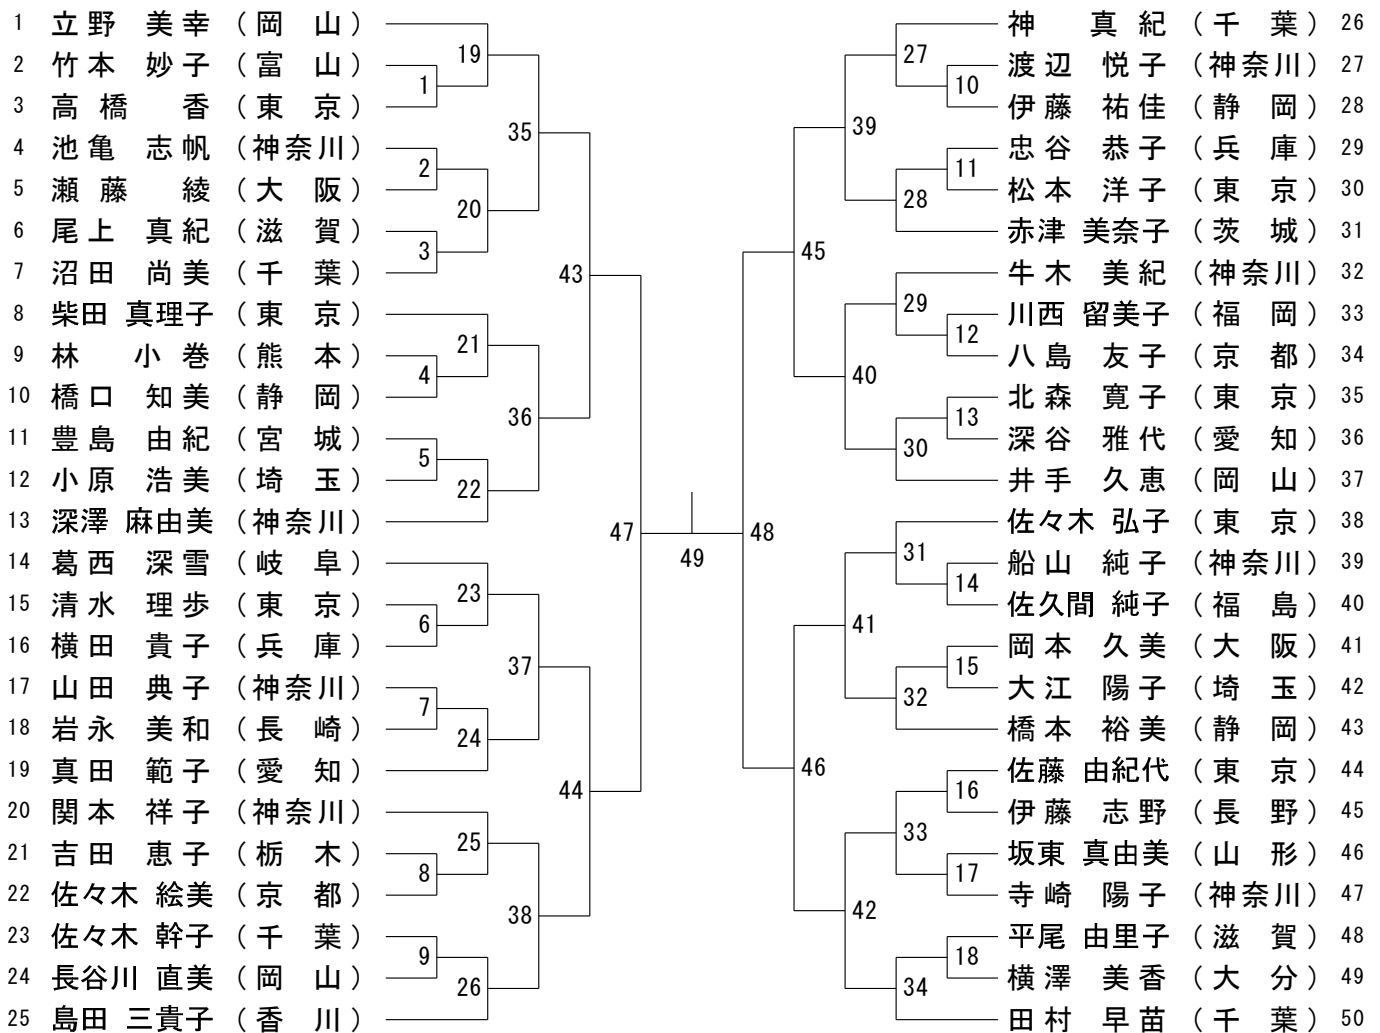 1 立野 美幸 (岡山)
2 竹本 妙子 (富山)
3 高橋 香 (東京)
4 池亀 志帆 (神奈川)
5 瀬藤 綾 (大阪)
6 尾上 真紀 (滋賀)
7 沼田 尚美 (千葉)
8 柴田 真理子 (東京)
9 林 小巻 (熊本)
10 橋口 知美 (静岡)
11 豊島 由紀 (宮城)
12 小原 浩美 (埼玉)
13 深澤 麻由美 (神奈川)
14 葛西 深雪 (岐阜)
15 清水 理歩 (東京)
16 横田 貴子 (兵庫)
17 山田 典子 (神奈川)
18 岩永 美和 (長崎)
19 真田 範子 (愛知)
20 関本 祥子 (神奈川)
21 吉田 恵子 (栃木)
22 佐々木 絵美 (京都)
23 佐々木 幹子 (千葉)
24 長谷川 直美 (岡山)
25 島田 三貴子 (香川)
19
1
35
2
20
3
43
21
4
36
5
22
47
23
6
37
7
24
44
25
8
38
9
26
49
48
27
10
39
11
28
45
29
12
40
13
30
31
14
41
15
32
46
16
33
17
42
18
34
神 真紀 (千葉) 26
渡辺 悦子 (神奈川) 27
伊藤 祐佳 (静岡) 28
忠谷 恭子 (兵庫) 29
松本 洋子 (東京) 30
赤津 美奈子 (茨城) 31
牛木 美紀 (神奈川) 32
川西 留美子 (福岡) 33
八島 友子 (京都) 34
北森 寛子 (東京) 35
深谷 雅代 (愛知) 36
井手 久恵 (岡山) 37
佐々木 弘子 (東京) 38
船山 純子 (神奈川) 39
佐久間 純子 (福島) 40
岡本 久美 (大阪) 41
大江 陽子 (埼玉) 42
橋本 裕美 (静岡) 43
佐藤 由紀代 (東京) 44
伊藤 志野 (長野) 45
坂東 真由美 (山形) 46
寺崎 陽子 (神奈川) 47
平尾 由里子 (滋賀) 48
横澤 美香 (大分) 49
田村 早苗 (千葉) 50